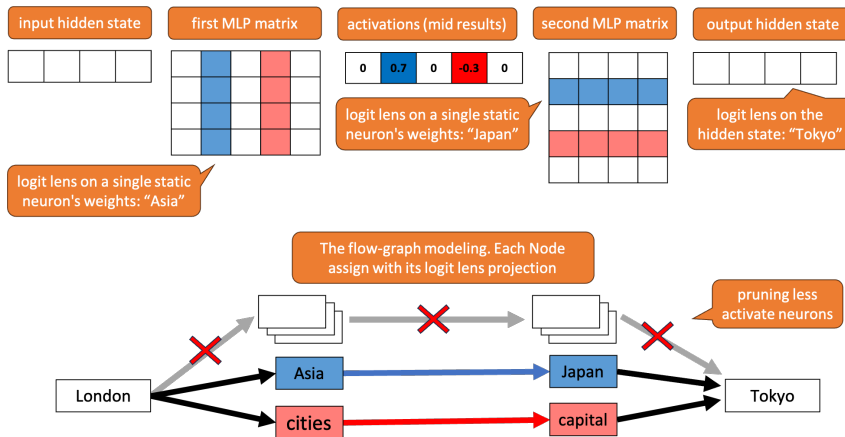 input hidden state
first MLP matrix
activations (mid results)
second MLP matrix
output hidden state
0 0.7 0 -0.3 0
logit lens on a single static
neuron's weights: “Japan”
logit lens on the
hidden state: “Tokyo”
logit lens on a single static
neuron's weights: “Asia”
The flow-graph modeling. Each Node
assign with its logit lens projection
pruning less
activate neurons
London
Asia
Japan
Tokyo
cities
capital